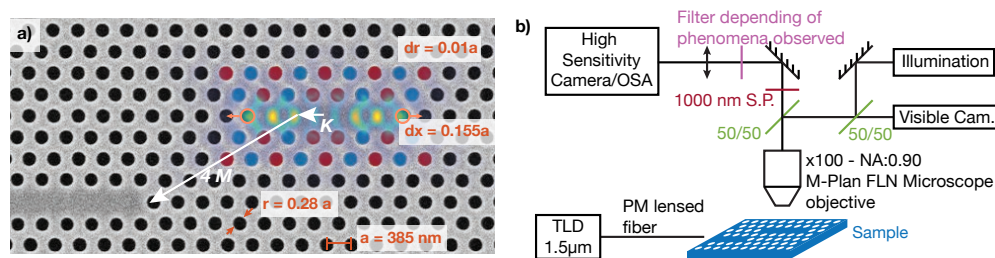 a)
dr = 0.01a
K
dx = 0.155a
4 M
r = 0.28 a
a = 385 nm
b)
Filter depending of
phenomena observed
High
Sensitivity
Camera/OSA
Illumination
1000 nm S.P.
50/50
50/50
Visible Cam.
x100 - NA:0.90
M-Plan FLN Microscope
objective
PM lensed
fiber
TLD
1.5µm
Sample